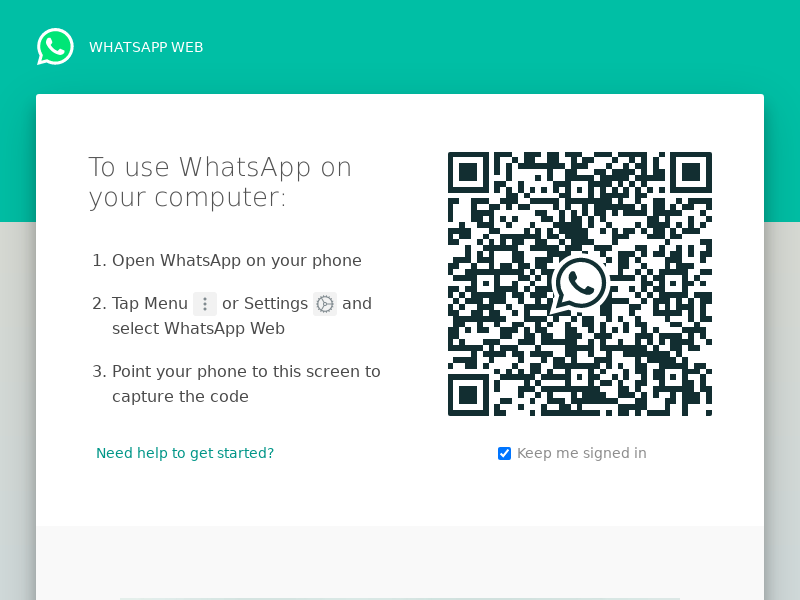 WHATSAPP WEB
To use WhatsApp on
your computer:
1. Open WhatsApp on your phone
2. Tap Menu or Settings and
select WhatsApp Web
3. Point your phone to this screen to
capture the code
Need help to get started?
Keep me signed in